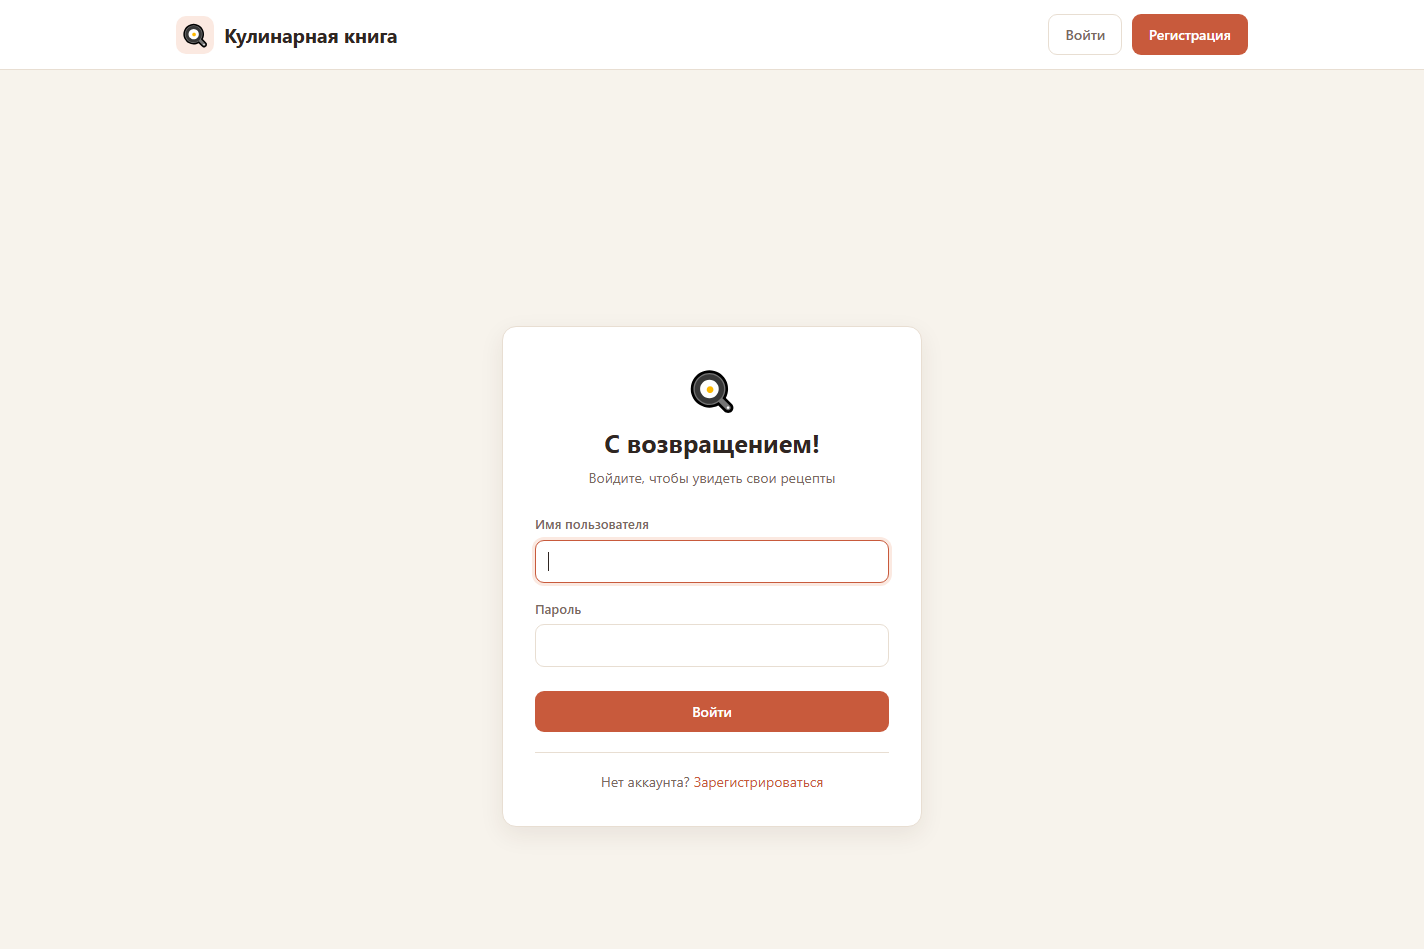 Кулинарная книга
Войти
Регистрация
С возвращением!
Войдите, чтобы увидеть свои рецепты
Имя пользователя
Пароль
Войти
Нет аккаунта? Зарегистрироваться